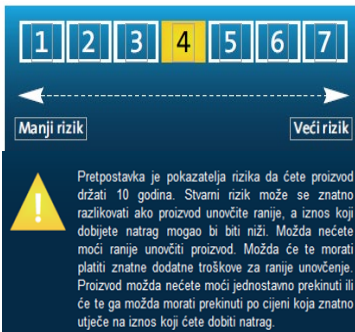 1 2 3 4 5 6 7
Manji rizik Veći rizik
!
Pretpostavka je pokazatelja rizika da ćete proizvod
držati 10 godina. Stvarni rizik može se znatno
razlikovati ako proizvod unovčite ranije, a iznos koji
dobijete natrag mogao bi biti niži. Možda nećete
moći ranije unovčiti proizvod. Možda će te morati
platiti znatne dodatne troškove za ranije unovčenje.
Proizvod možda nećete moći jednostavno prekinuti ili
će te ga možda morati prekinuti po cijeni koja znatno
utječe na iznos koji ćete dobiti natrag.